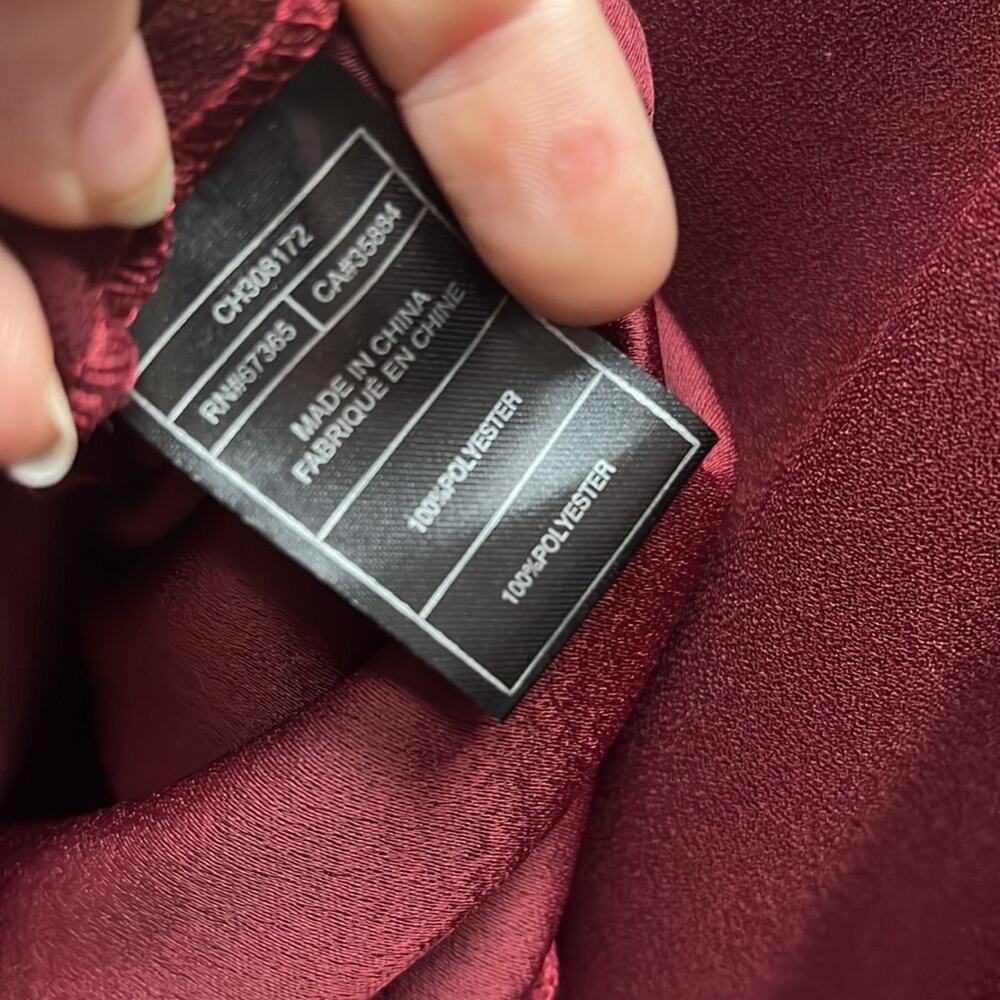 CH308172
RN#57365 CA#35884
MADE IN CHINA
FABRIQUÉ EN CHINE
100%POLYESTER
100%POLYESTER